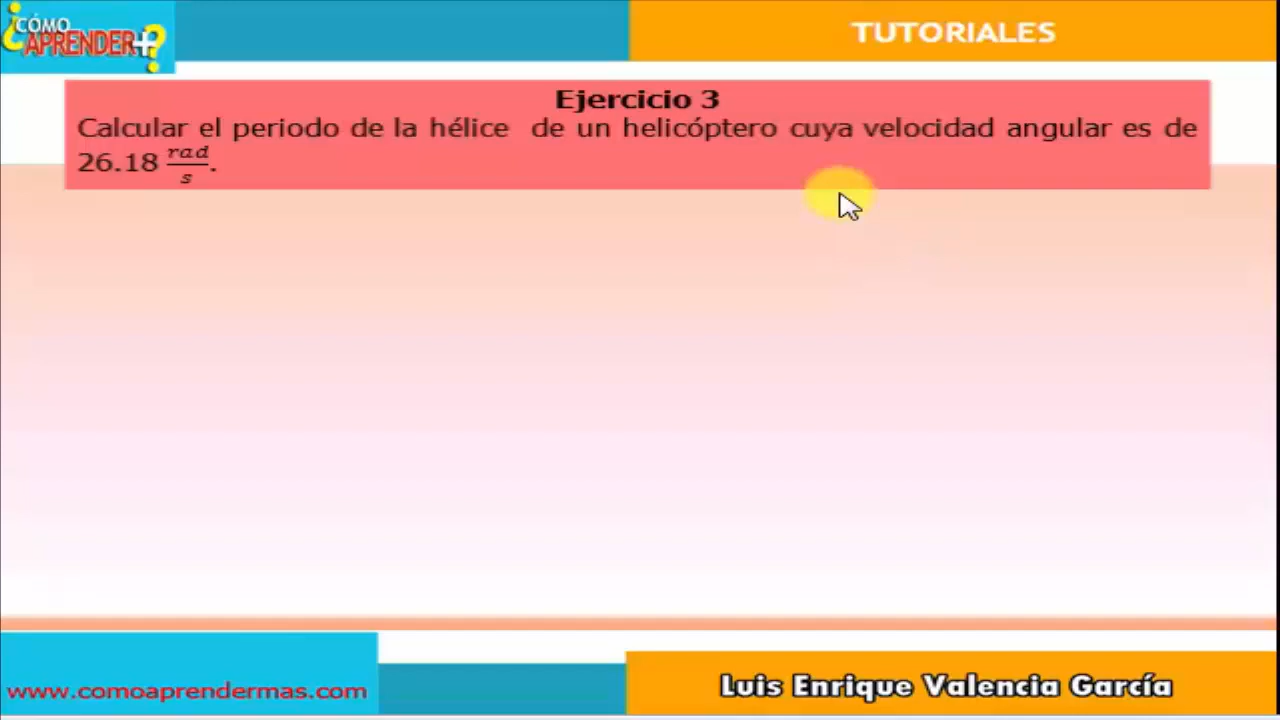 ¿CÓMO
APRENDER+?
TUTORIALES
Ejercicio 3
Calcular el periodo de la hélice de un helicóptero cuya velocidad angular es de
26.18 rad/s.
www.comoaprendermas.com
Luis Enrique Valencia García